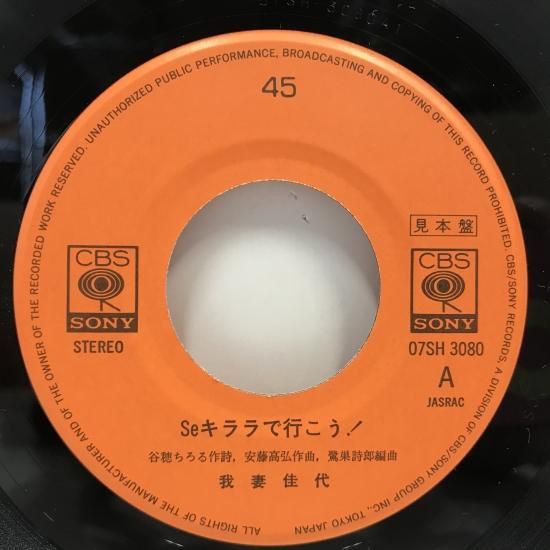 UNAUTHORIZED PUBLIC PERFORMANCE, BROADCASTING AND COPYING OF THIS RECORD PROHIBITED. CBS/SONY RECORDS, A DIVISION OF CBS/SONY GROUP INC., TOKYO JAPAN
ALL RIGHTS OF THE MANUFACTURER AND OF THE OWNER OF THE RECORDED WORK RESERVED.
45
見本盤
CBS
SONY
STEREO
CBS
SONY
07SH 3080
A
JASRAC
Seキララで行こう!
谷穂ちろる作詩, 安藤高弘作曲, 鷺巣詩郎編曲
我妻佳代